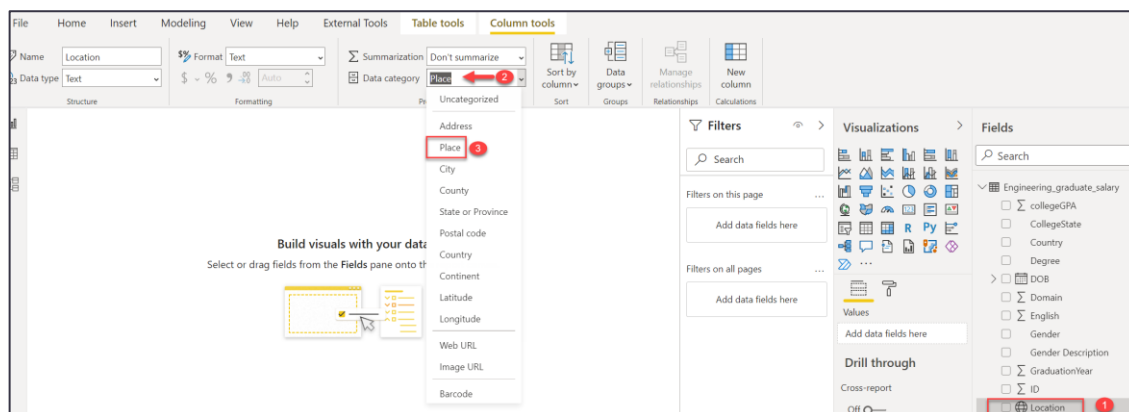 File Home Insert Modeling View Help External Tools Table tools Column tools
Name Location
Data type Text
Structure
$% Format Text
$ % 9 .00 Auto
Formatting
Σ Summarization Don't summarize
Data category Place 2
Sort by column
Sort
Data groups
Groups
Manage relationships
Relationships
New column
Calculations
Uncategorized
Address
Place 3
City
County
State or Province
Postal code
Country
Continent
Latitude
Longitude
Web URL
Image URL
Barcode
Build visuals with your data
Select or drag fields from the Fields pane onto
Filters
Search
Filters on this page ...
Add data fields here
Filters on all pages ...
Add data fields here
Visualizations
R Py
...
Values
Add data fields here
Drill through
Cross-report
Off
Fields
Search
Engineering_graduate_salary
Σ collegeGPA
CollegeState
Country
Degree
DOB
Σ Domain
Σ English
Gender
Gender Description
Σ GraduationYear
Σ ID
Location 1